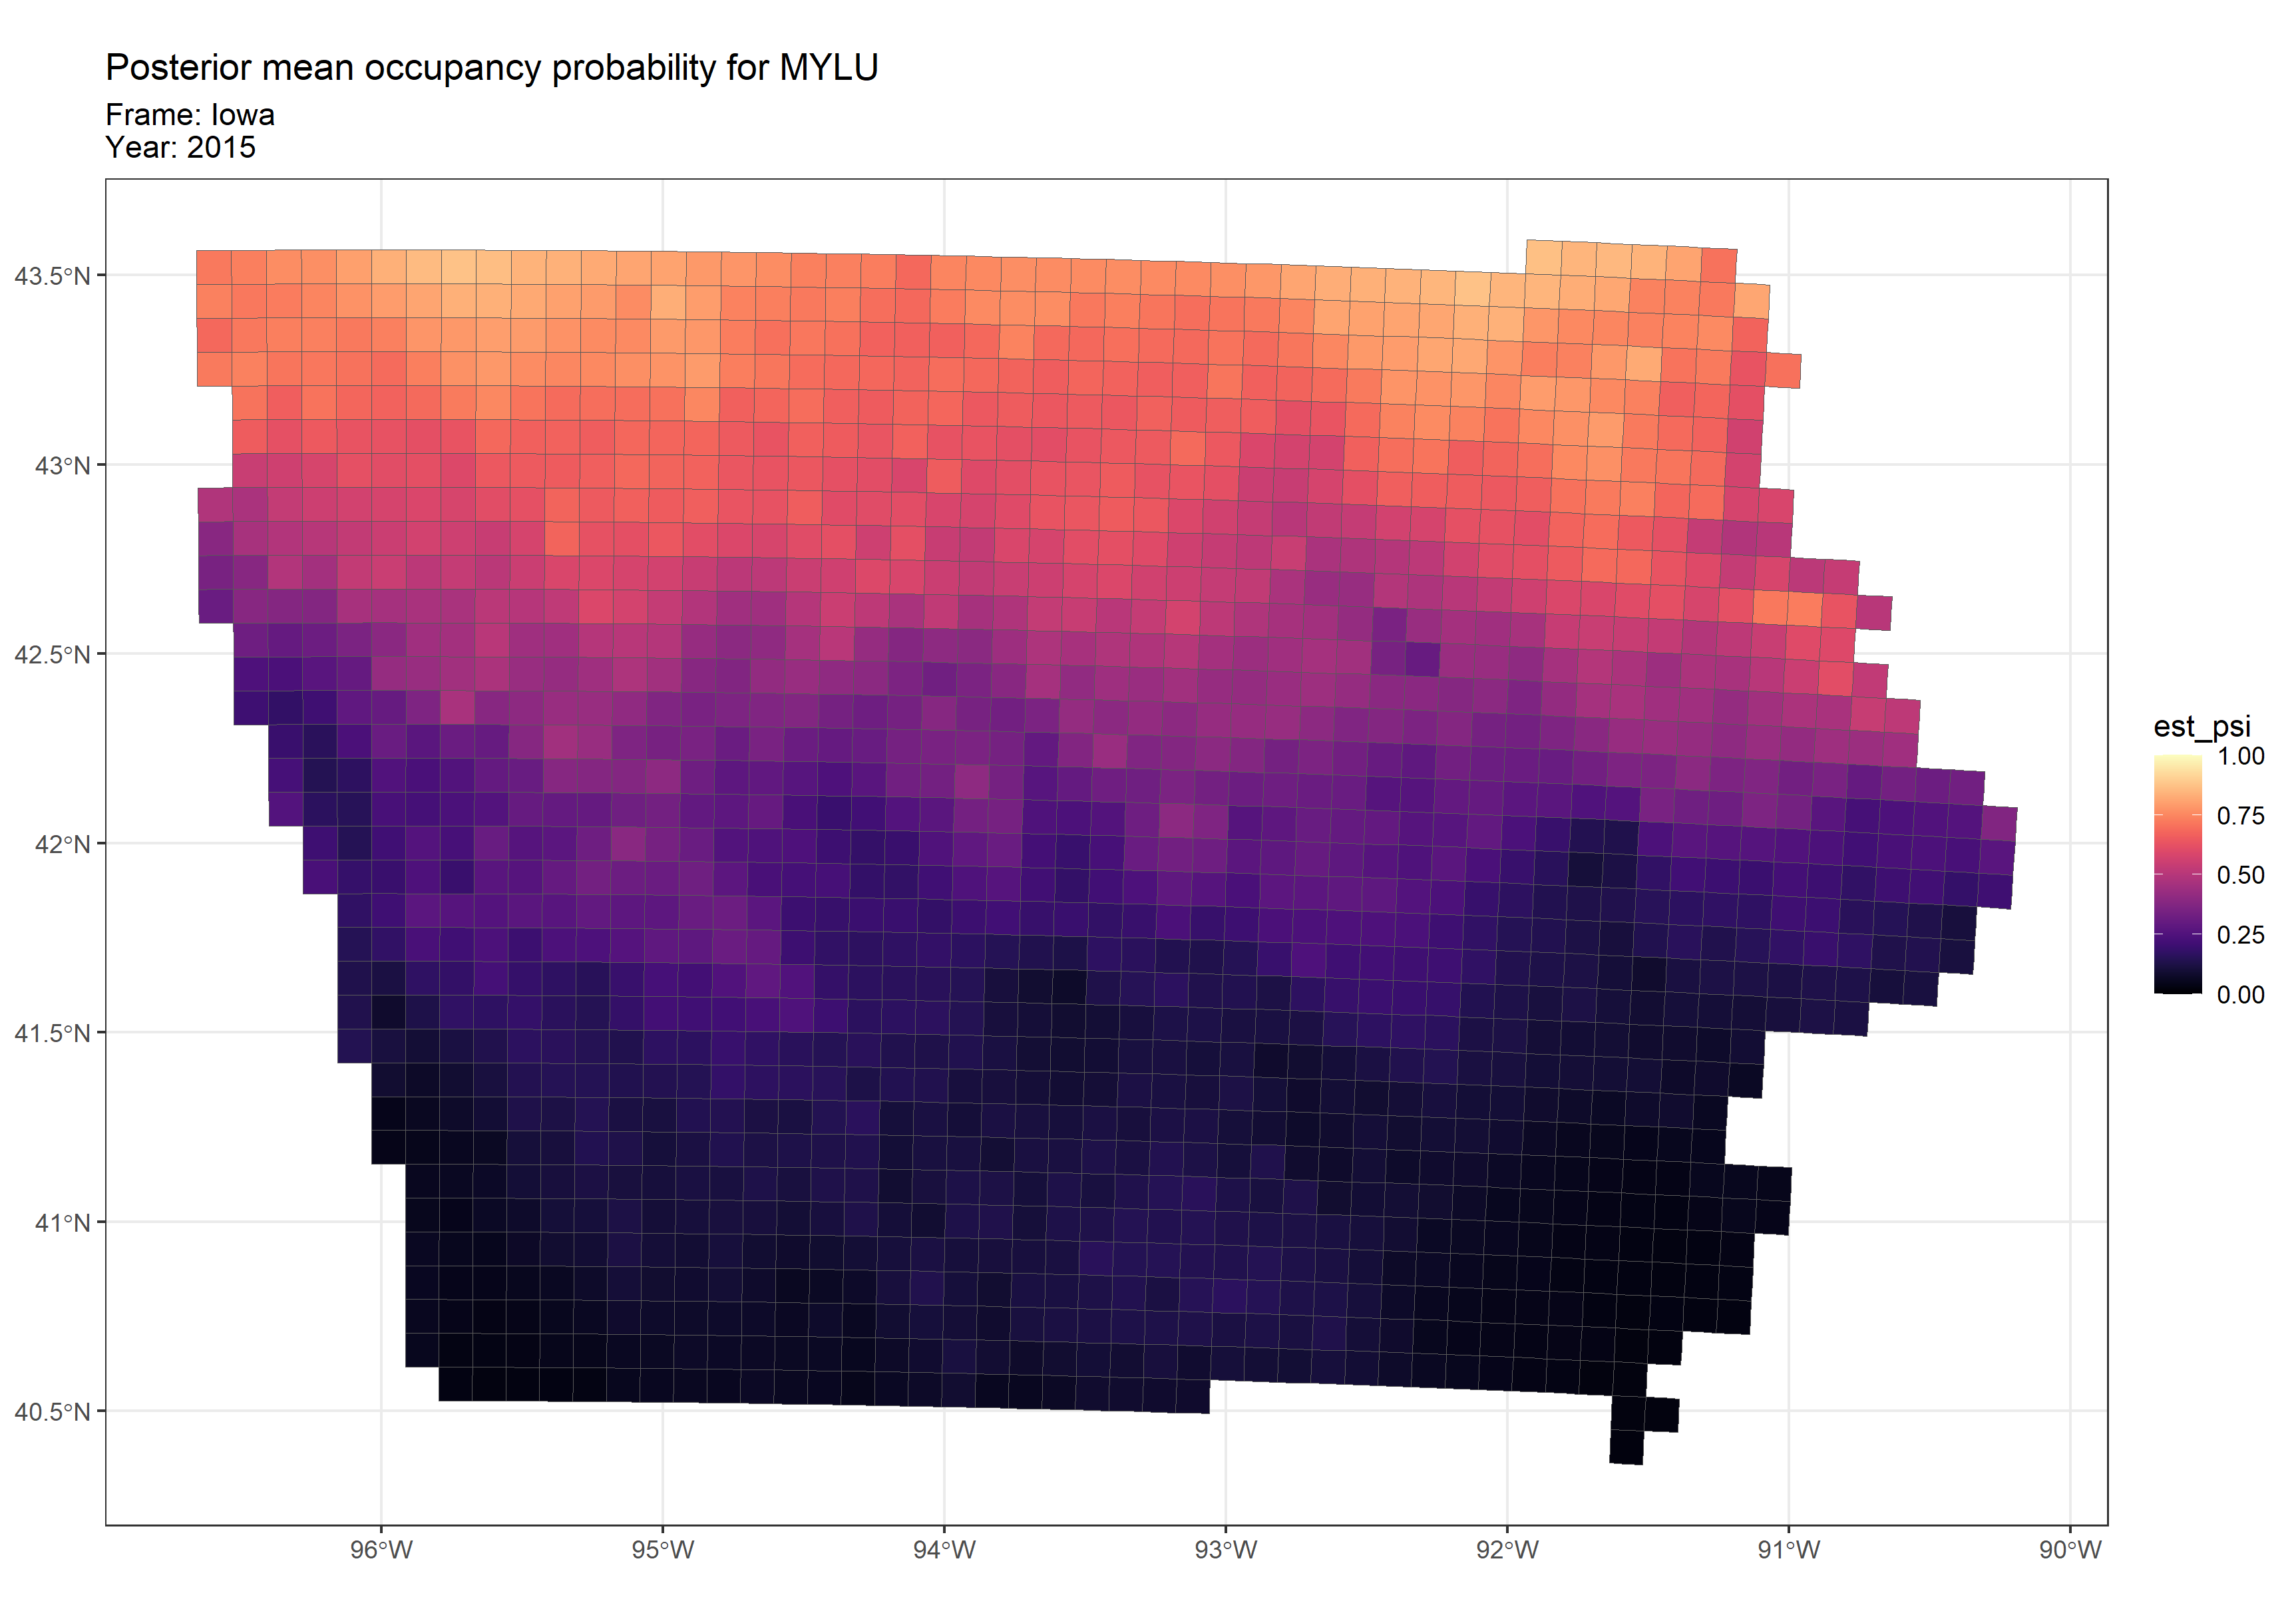 Posterior mean occupancy probability for MYLU
Frame: Iowa
Year: 2015
43.5°N
43°N
42.5°N
42°N
41.5°N
41°N
40.5°N
96°W
95°W
94°W
93°W
92°W
91°W
90°W
est_psi
1.00
0.75
0.50
0.25
0.00